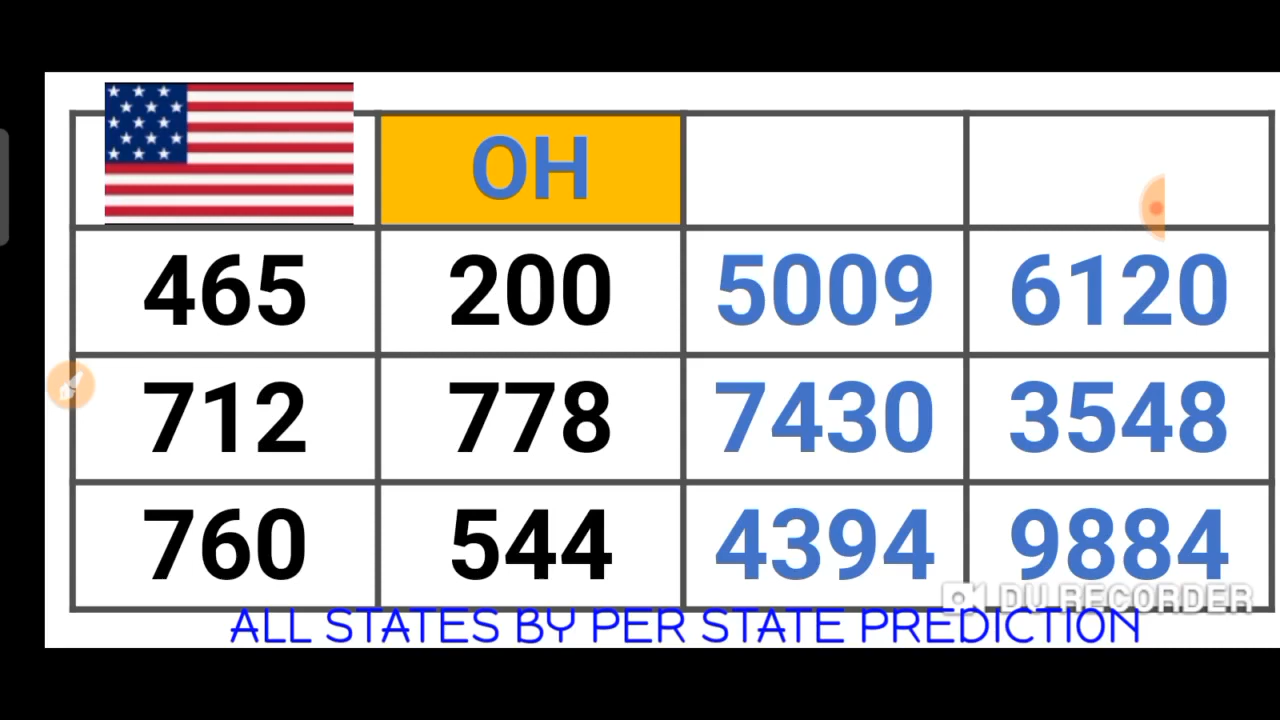 OH
465 200 5009 6120
712 778 7430 3548
760 544 4394 9884
DU RECORDER
ALL STATES BY PER STATE PREDICTION